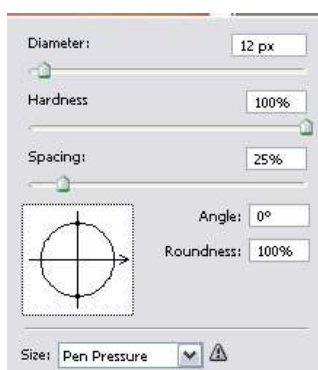 Diameter: 12 px
Hardness 100%
Spacing: 25%
Angle: 0°
Roundness: 100%
Size: Pen Pressure